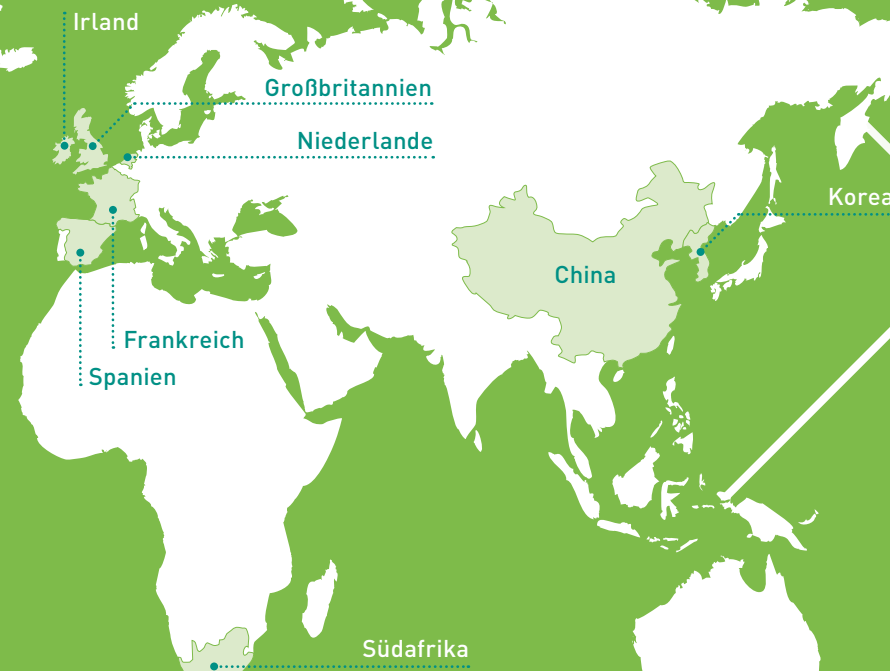 Irland
Großbritannien
Niederlande
Korea
China
Frankreich
Spanien
Südafrika